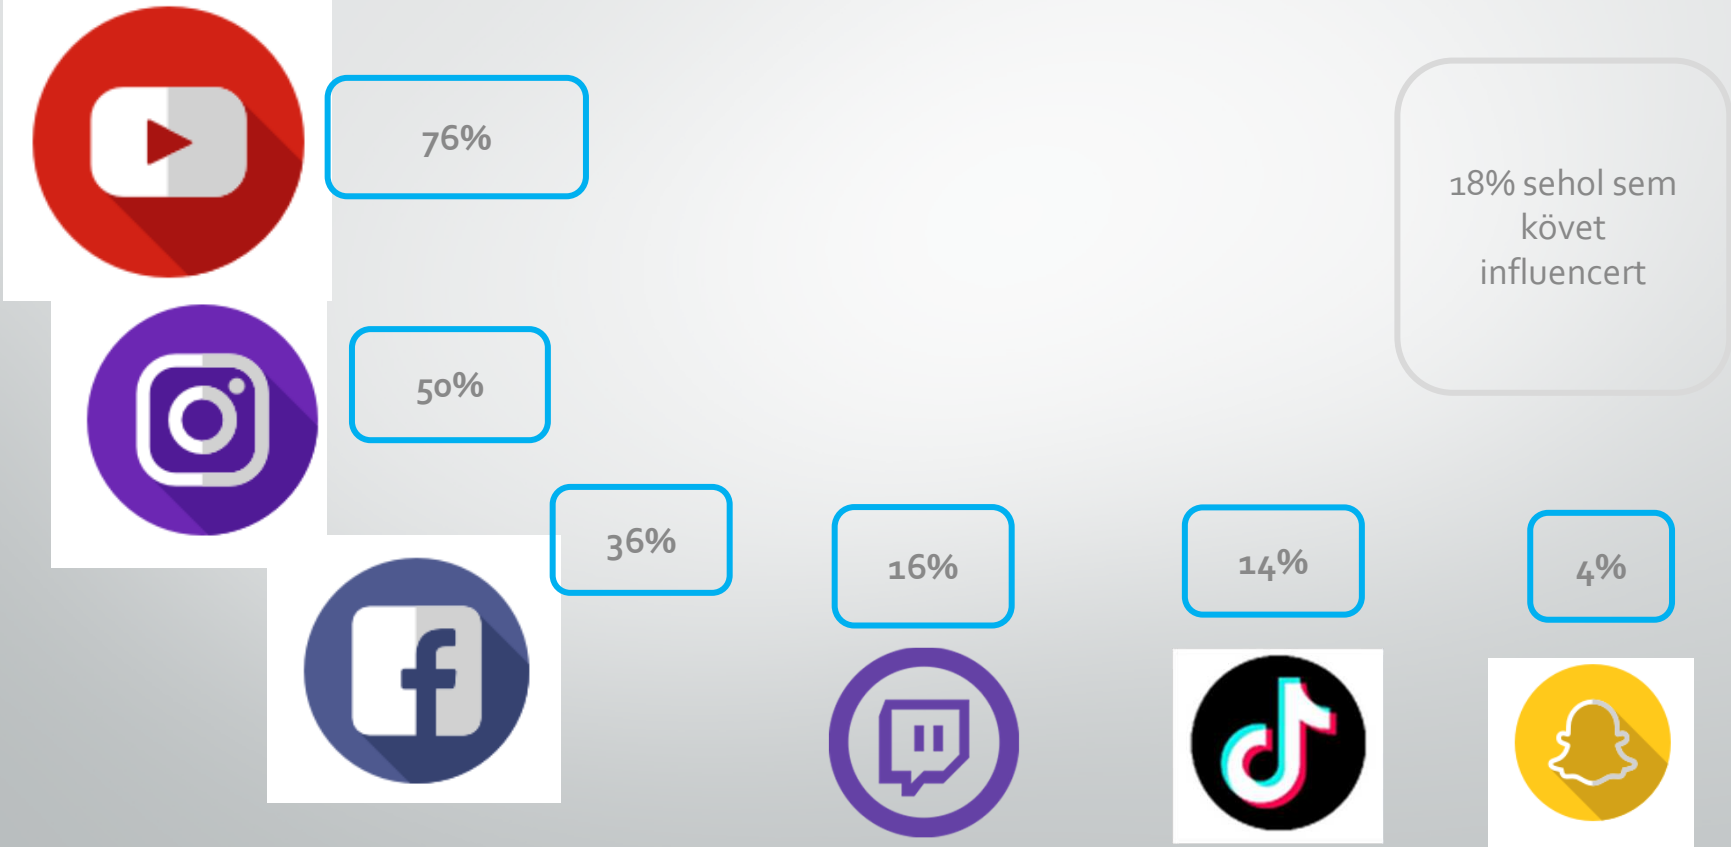 76%
18% sehol sem
követ
influencert
50%
36%
16%
14%
4%